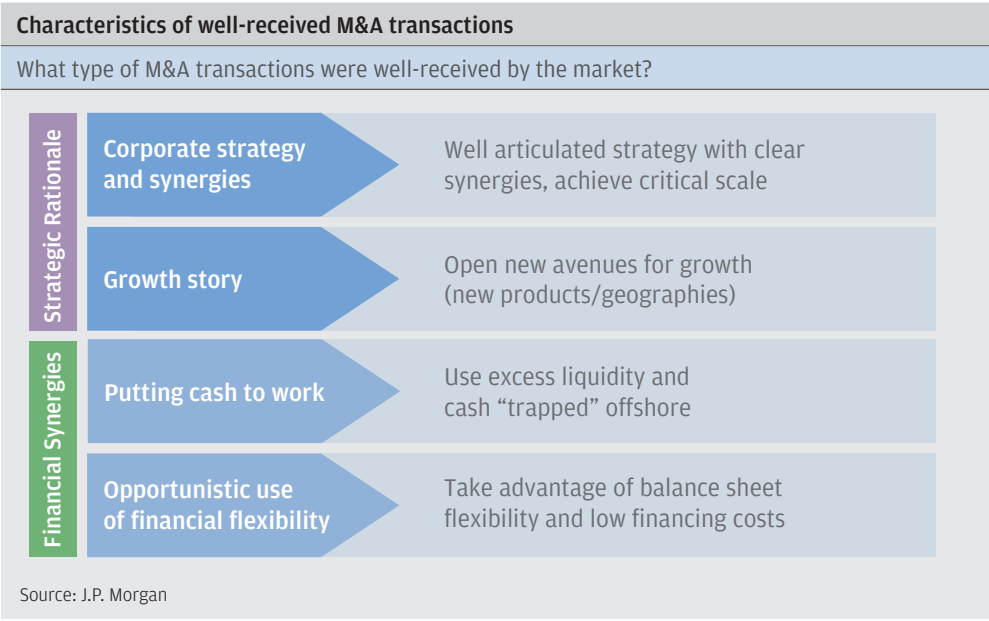 Characteristics of well-received M&A transactions
What type of M&A transactions were well-received by the market?
Strategic Rationale
Corporate strategy
and synergies
Well articulated strategy with clear
synergies, achieve critical scale
Growth story
Open new avenues for growth
(new products/geographies)
Financial Synergies
Putting cash to work
Use excess liquidity and
cash “trapped” offshore
Opportunistic use
of financial flexibility
Take advantage of balance sheet
flexibility and low financing costs
Source: J.P. Morgan